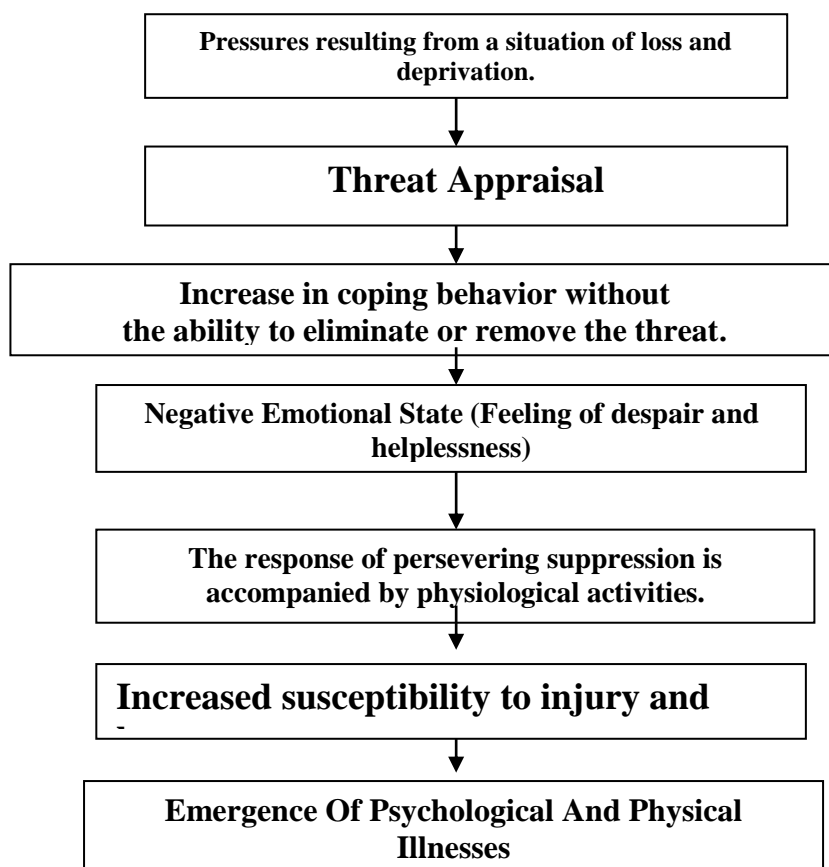 Pressures resulting from a situation of loss and
deprivation.
Threat Appraisal
Increase in coping behavior without
the ability to eliminate or remove the threat.
Negative Emotional State (Feeling of despair and
helplessness)
The response of persevering suppression is
accompanied by physiological activities.
Increased susceptibility to injury and
Emergence Of Psychological And Physical
Illnesses